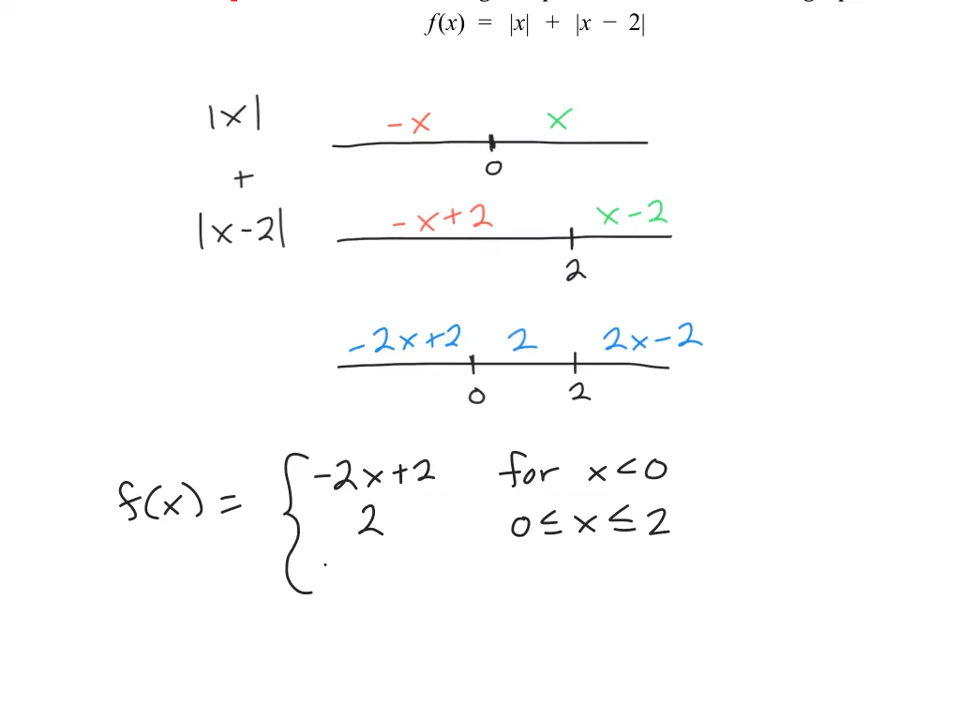 f(x) = |x| + |x − 2|
|x|
-x x
0
+
|x-2|
-x+2 x-2
2
-2x+2 2 2x-2
0 2
f(x) = { -2x+2 for x<0
2 0≤x≤2